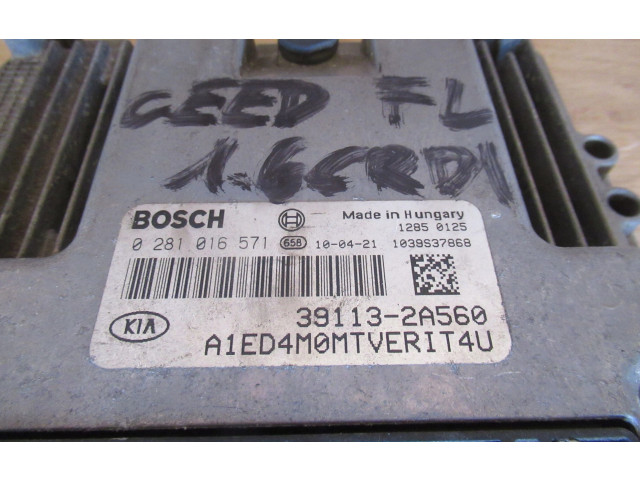 CEED FL
1.6CRDI
BOSCH
Made in Hungary
1285 0125
0 281 016 571 658 10-04-21 1039S37868
39113-2A560
KIA
A1ED4M0MTVERIT4U